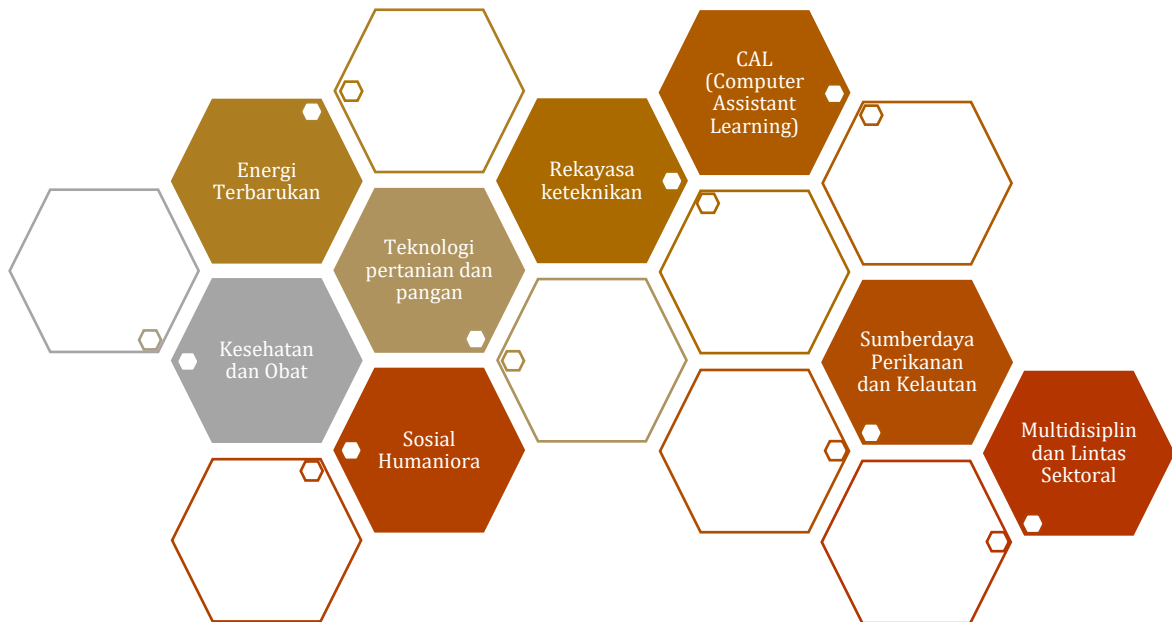 CAL
(Computer
Assistant
Learning)
Energi
Terbarukan
Rekayasa
keteknikan
Teknologi
pertanian dan
pangan
Kesehatan
dan Obat
Sumberdaya
Perikanan
dan Kelautan
Sosial
Humaniora
Multidisiplin
dan Lintas
Sektoral